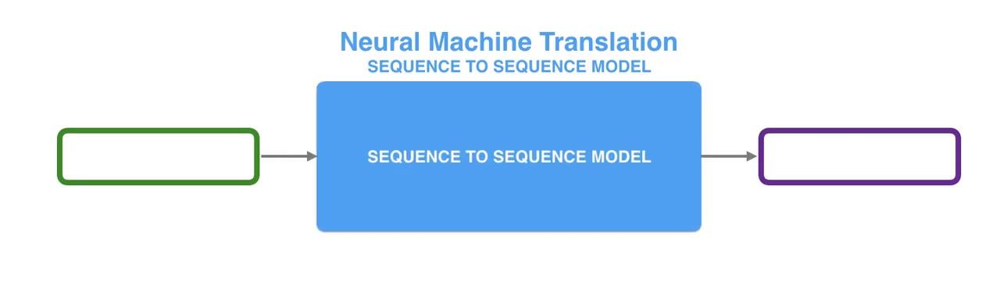 Neural Machine Translation
SEQUENCE TO SEQUENCE MODEL
SEQUENCE TO SEQUENCE MODEL